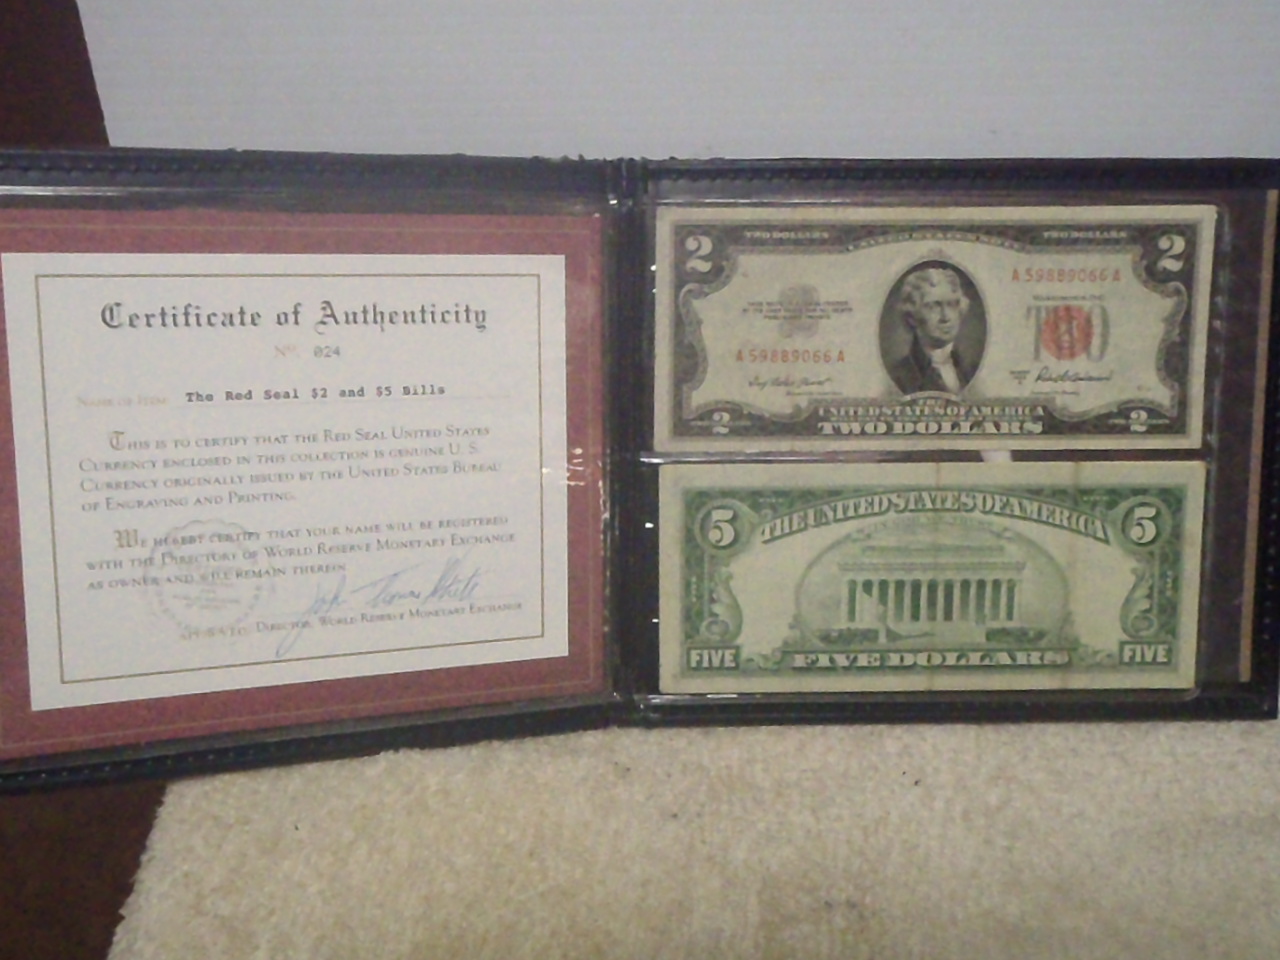 Certificate of Authenticity
No. 024
NAME OF ITEM: The Red Seal $2 and $5 Bills
THIS IS TO CERTIFY THAT THE RED SEAL UNITED STATES
CURRENCY ENCLOSED IN THIS COLLECTION IS GENUINE U. S.
CURRENCY ORIGINALLY ISSUED BY THE UNITED STATES BUREAU
OF ENGRAVING AND PRINTING.
WE HEREBY CERTIFY THAT YOUR NAME WILL BE REGISTERED
WITH THE DIRECTORY OF WORLD RESERVE MONETARY EXCHANGE
AS OWNER AND WILL REMAIN THEREIN
DIRECTOR, WORLD RESERVE MONETARY EXCHANGE
2 TWO DOLLARS UNITED STATES NOTE TWO DOLLARS 2
A 59889066 A
WASHINGTON, D.C.
TWO
A 59889066 A
THE
UNITED STATES OF AMERICA
2 TWO DOLLARS 2
5 THE UNITED STATES OF AMERICA 5
FIVE FIVE DOLLARS FIVE